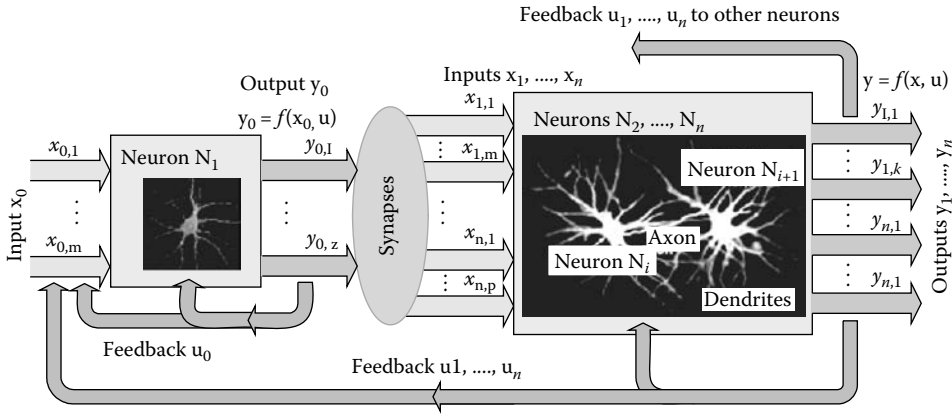 Feedback u1, ...., un to other neurons
Output y0
y0 = f(x0, u)
Inputs x1, ...., xn
y = f(x, u)
Input x0
x0,1
⋮
x0,m
Neuron N1
y0,I
⋮
y0, z
Synapses
x1,1
⋮
x1,m
xn,1
⋮
xn,p
Neurons N2, ...., Nn
Neuron Ni+1
Axon
Neuron Ni
Dendrites
yI,1
⋮
y1,k
⋮
yn,1
⋮
yn,1
Outputs y1, ...., yn
Feedback u0
Feedback u1, ...., un